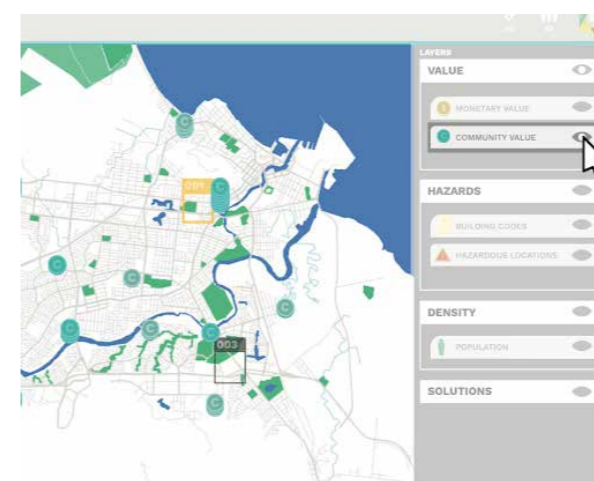 LAYERS
VALUE
MONETARY VALUE
C COMMUNITY VALUE
HAZARDS
BUILDING CODES
HAZARDOUS LOCATIONS
DENSITY
POPULATION
SOLUTIONS
C
001
C
C
C
C
C
C
003
C